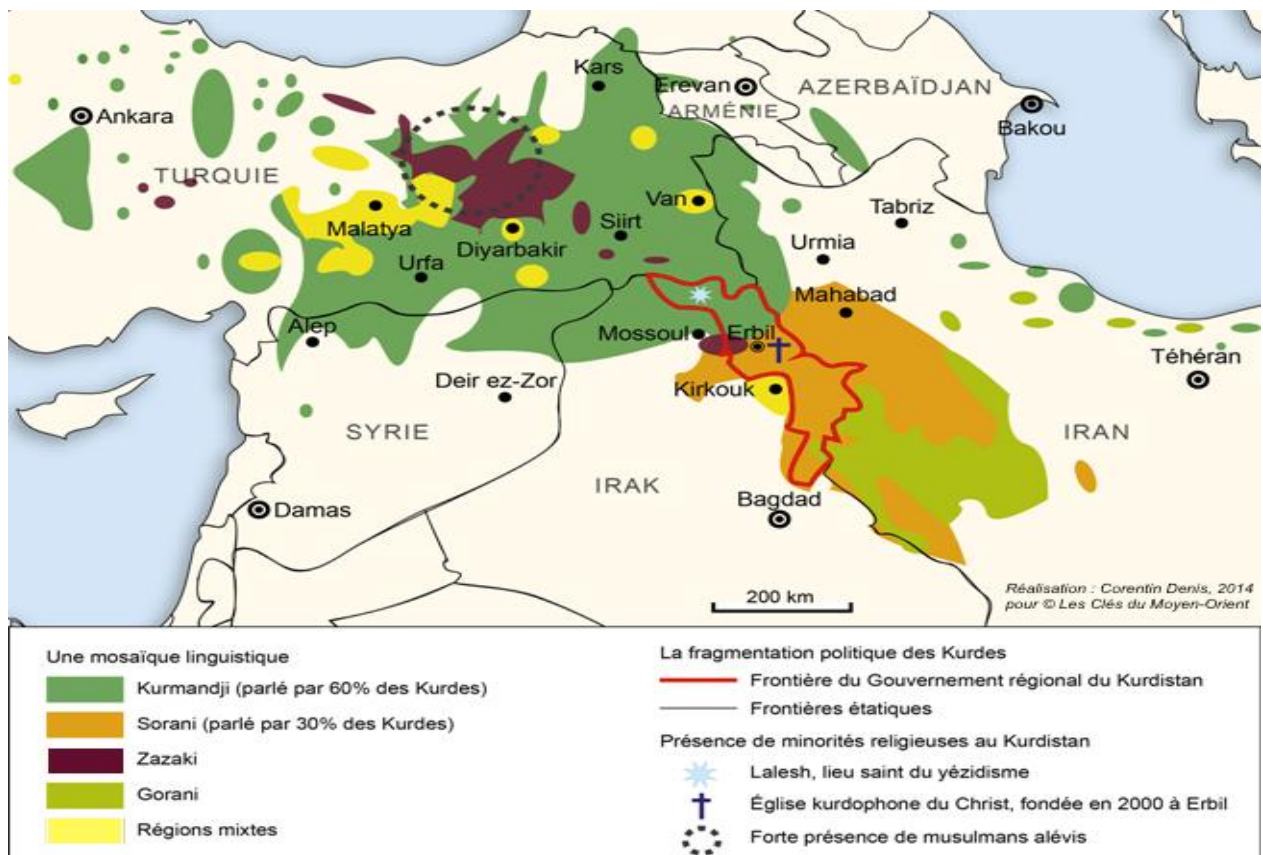 Kars
Erevan
ARMÉNIE
AZERBAÏDJAN
Bakou
Ankara
TURQUIE
Malatya
Diyarbakir
Siirt
Van
Urfa
Tabriz
Urmia
Mahabad
Alep
Mossoul
Erbil
Téhéran
Deir ez-Zor
Kirkouk
SYRIE
IRAK
IRAN
Damas
Bagdad
200 km
Réalisation : Corentin Denis, 2014
pour © Les Clés du Moyen-Orient
Une mosaïque linguistique
Kurmandji (parlé par 60% des Kurdes)
Sorani (parlé par 30% des Kurdes)
Zazaki
Gorani
Régions mixtes
La fragmentation politique des Kurdes
Frontière du Gouvernement régional du Kurdistan
Frontières étatiques
Présence de minorités religieuses au Kurdistan
Lalesh, lieu saint du yézidisme
Église kurdophone du Christ, fondée en 2000 à Erbil
Forte présence de musulmans alévis